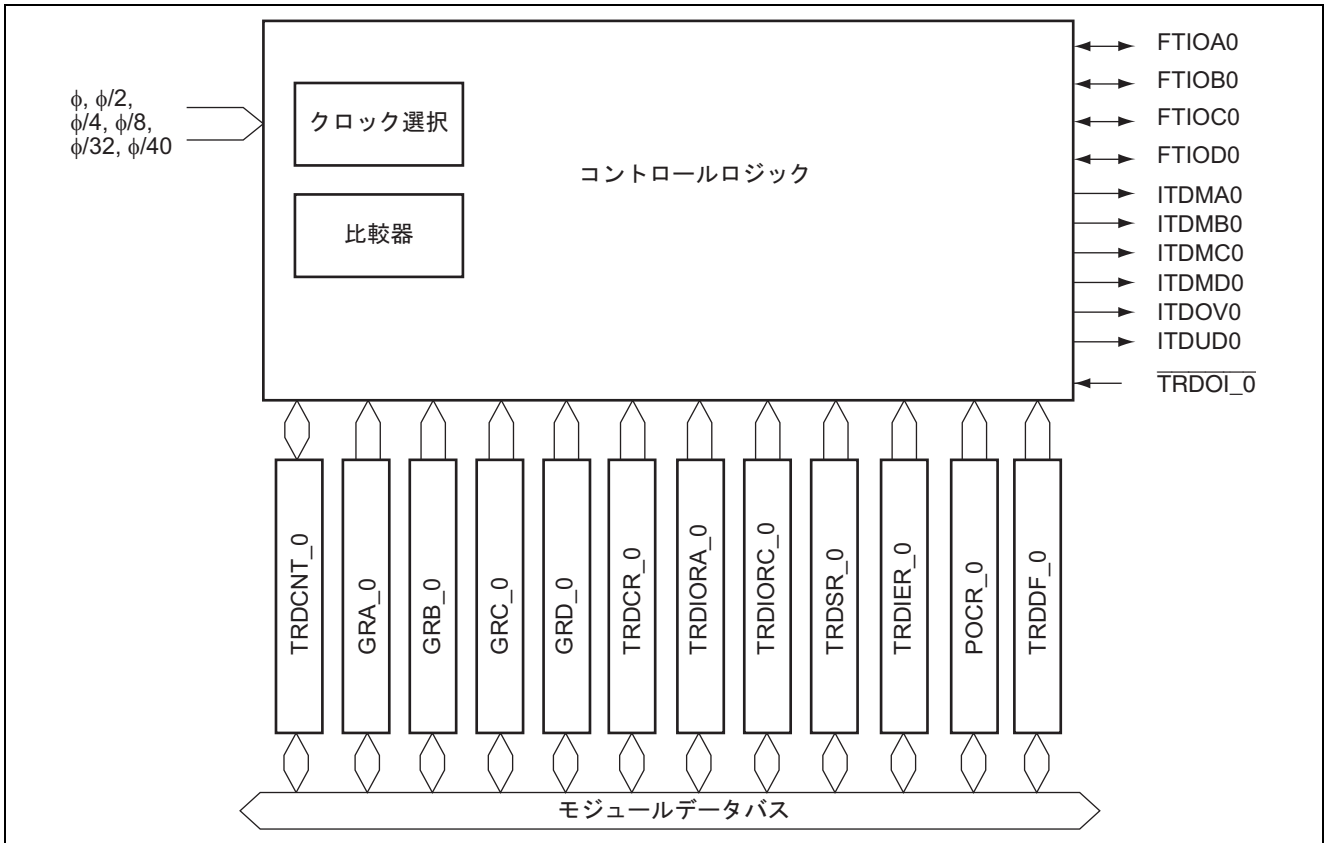 φ, φ/2,
φ/4, φ/8,
φ/32, φ/40
クロック選択
比較器
コントロールロジック
FTIOA0
FTIOB0
FTIOC0
FTIOD0
ITDMA0
ITDMB0
ITDMC0
ITDMD0
ITDOV0
ITDUD0
TRDOI_0
TRDCNT_0
GRA_0
GRB_0
GRC_0
GRD_0
TRDCR_0
TRDIORA_0
TRDIORC_0
TRDSR_0
TRDIER_0
POCR_0
TRDDF_0
モジュールデータバス